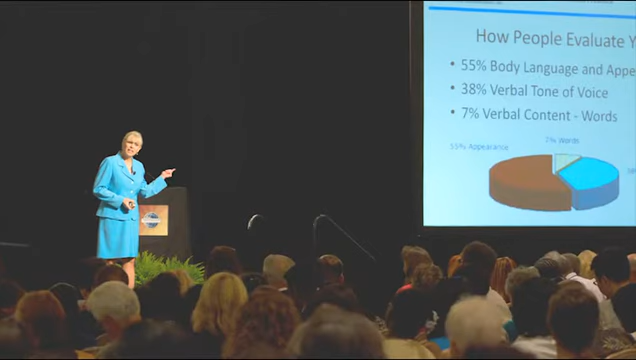 How People Evaluate Y
• 55% Body Language and Appe
• 38% Verbal Tone of Voice
• 7% Verbal Content - Words
7% Words
55% Appearance